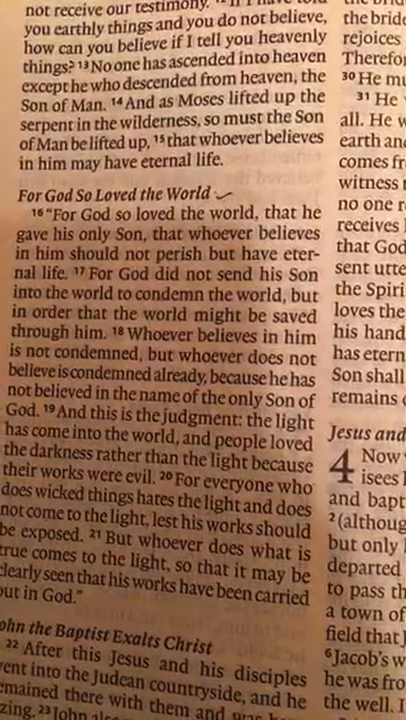 not receive our testimony. 12 If I have told
you earthly things and you do not believe,
how can you believe if I tell you heavenly
things? 13 No one has ascended into heaven
except he who descended from heaven, the
Son of Man. 14 And as Moses lifted up the
serpent in the wilderness, so must the Son
of Man be lifted up, 15 that whoever believes
in him may have eternal life.
For God So Loved the World
16 “For God so loved the world, that he
gave his only Son, that whoever believes
in him should not perish but have eter-
nal life. 17 For God did not send his Son
into the world to condemn the world, but
in order that the world might be saved
through him. 18 Whoever believes in him
is not condemned, but whoever does not
believe is condemned already, because he has
not believed in the name of the only Son of
God. 19 And this is the judgment: the light
has come into the world, and people loved
the darkness rather than the light because
their works were evil. 20 For everyone who
does wicked things hates the light and does
not come to the light, lest his works should
be exposed. 21 But whoever does what is
true comes to the light, so that it may be
clearly seen that his works have been carried
out in God.”
ohn the Baptist Exalts Christ
22 After this Jesus and his disciples
vent into the Judean countryside, and he
emained there with them and was
zing. 23 John
the bride
rejoices
Therefor
30 He mu
31 He
all. He w
earth an
comes fr
witness
no one r
receives
that God
sent utte
the Spiri
loves the
his hand
has etern
Son shall
remains
Jesus and
4 Now
isees
and bapt
2 (althoug
but only
departed
to pass th
a town of
field that J
6 Jacob's w
he was fro
the well. I